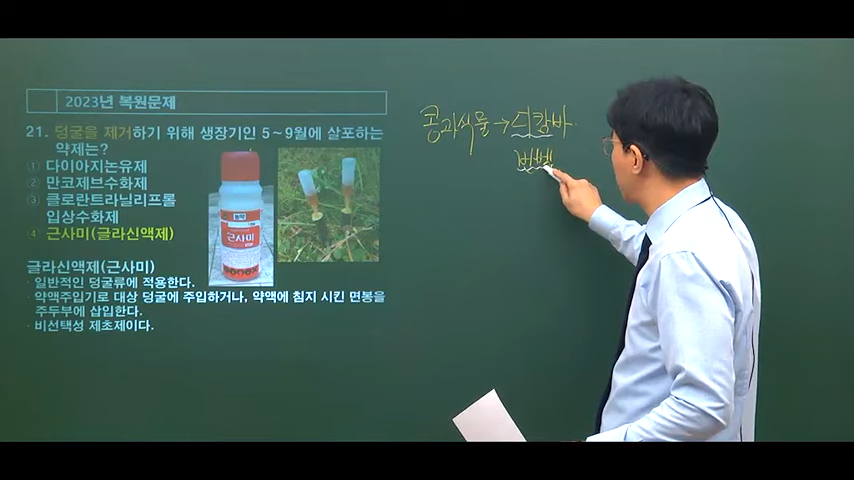 2023년 복원문제
21. 덩굴을 제거하기 위해 생장기인 5~9월에 살포하는
약제는?
① 다이아지논유제
② 만코제브수화제
③ 클로란트라닐리프롤
입상수화제
④ 근사미(글라신액제)
글라신액제(근사미)
· 일반적인 덩굴류에 적용한다.
· 약액주입기로 대상 덩굴에 주입하거나, 약액에 침지 시킨 면봉을
주두부에 삽입한다.
· 비선택성 제초제이다.
농약
근사미
콩과식물→디캄바
반벨